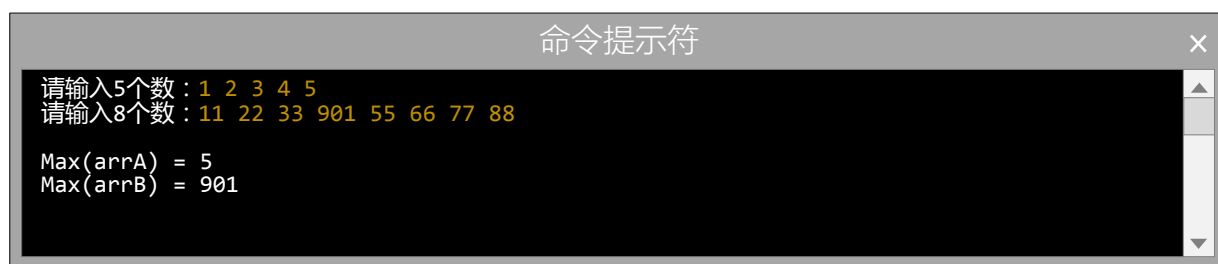 命令提示符
×
请输入5个数：1 2 3 4 5
请输入8个数：11 22 33 901 55 66 77 88
Max(arrA) = 5
Max(arrB) = 901